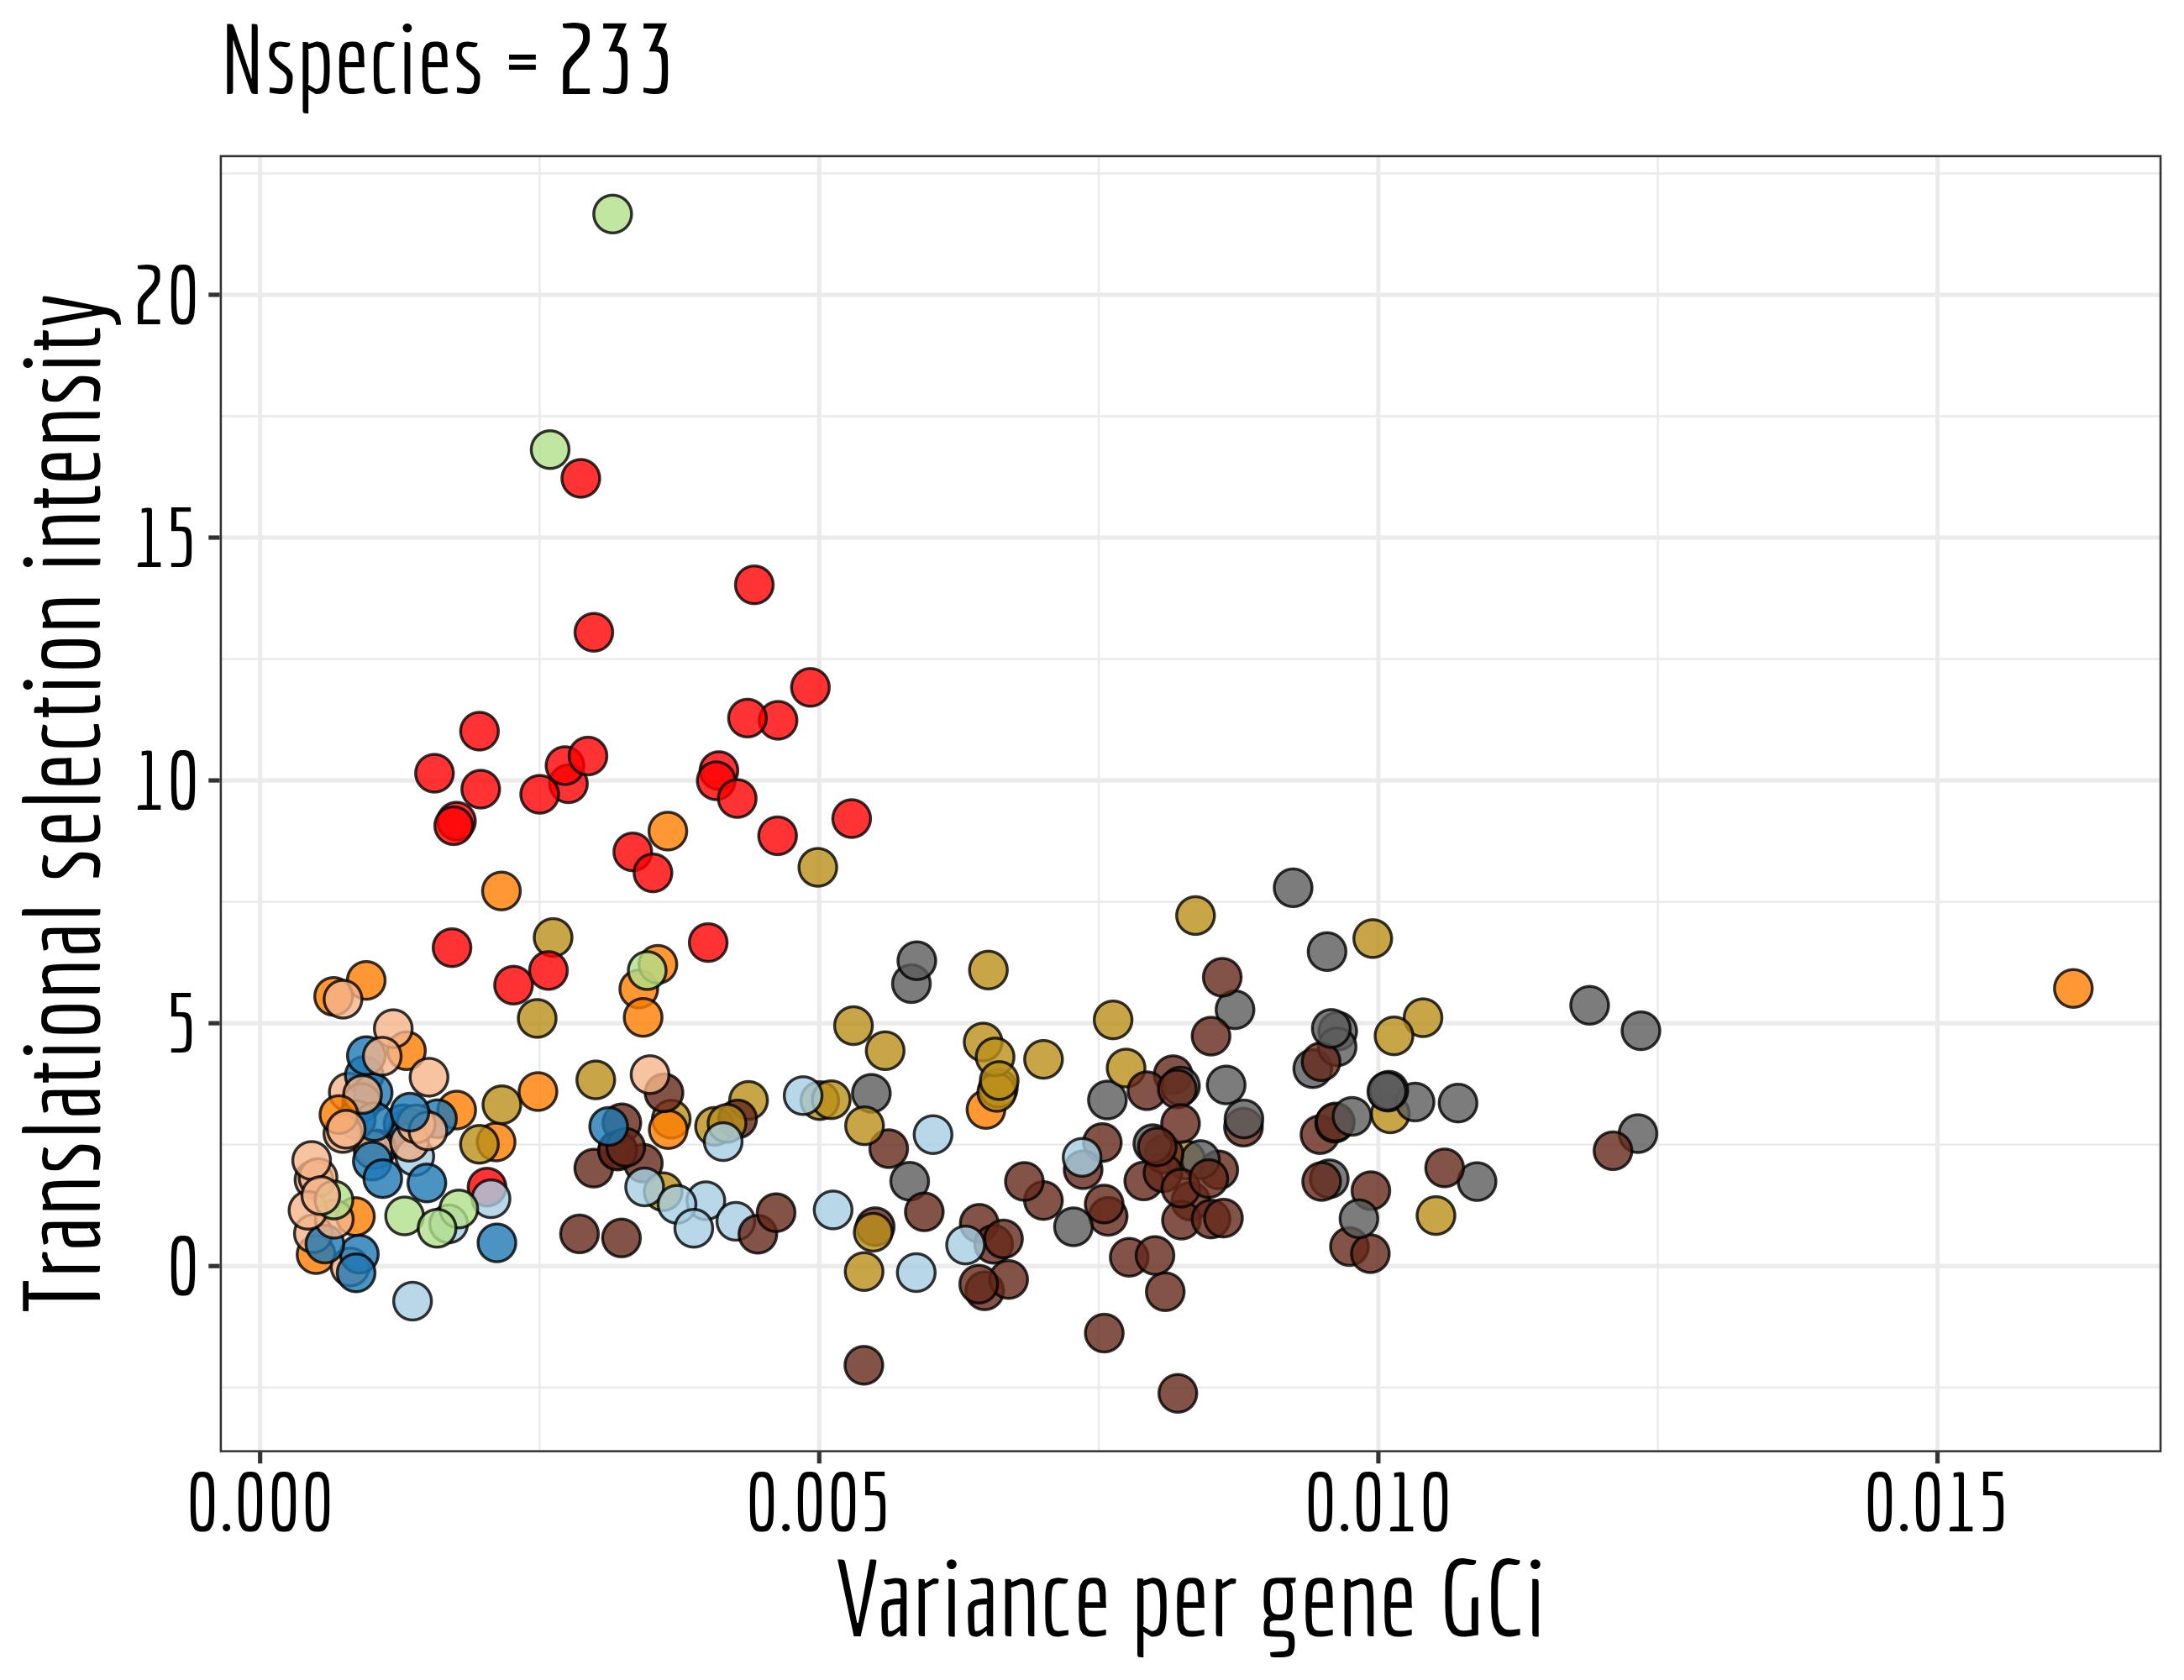 Nspecies = 233
Translational selection intensity
20
15
10
5
0
0.000 0.005 0.010 0.015
Variance per gene GCi